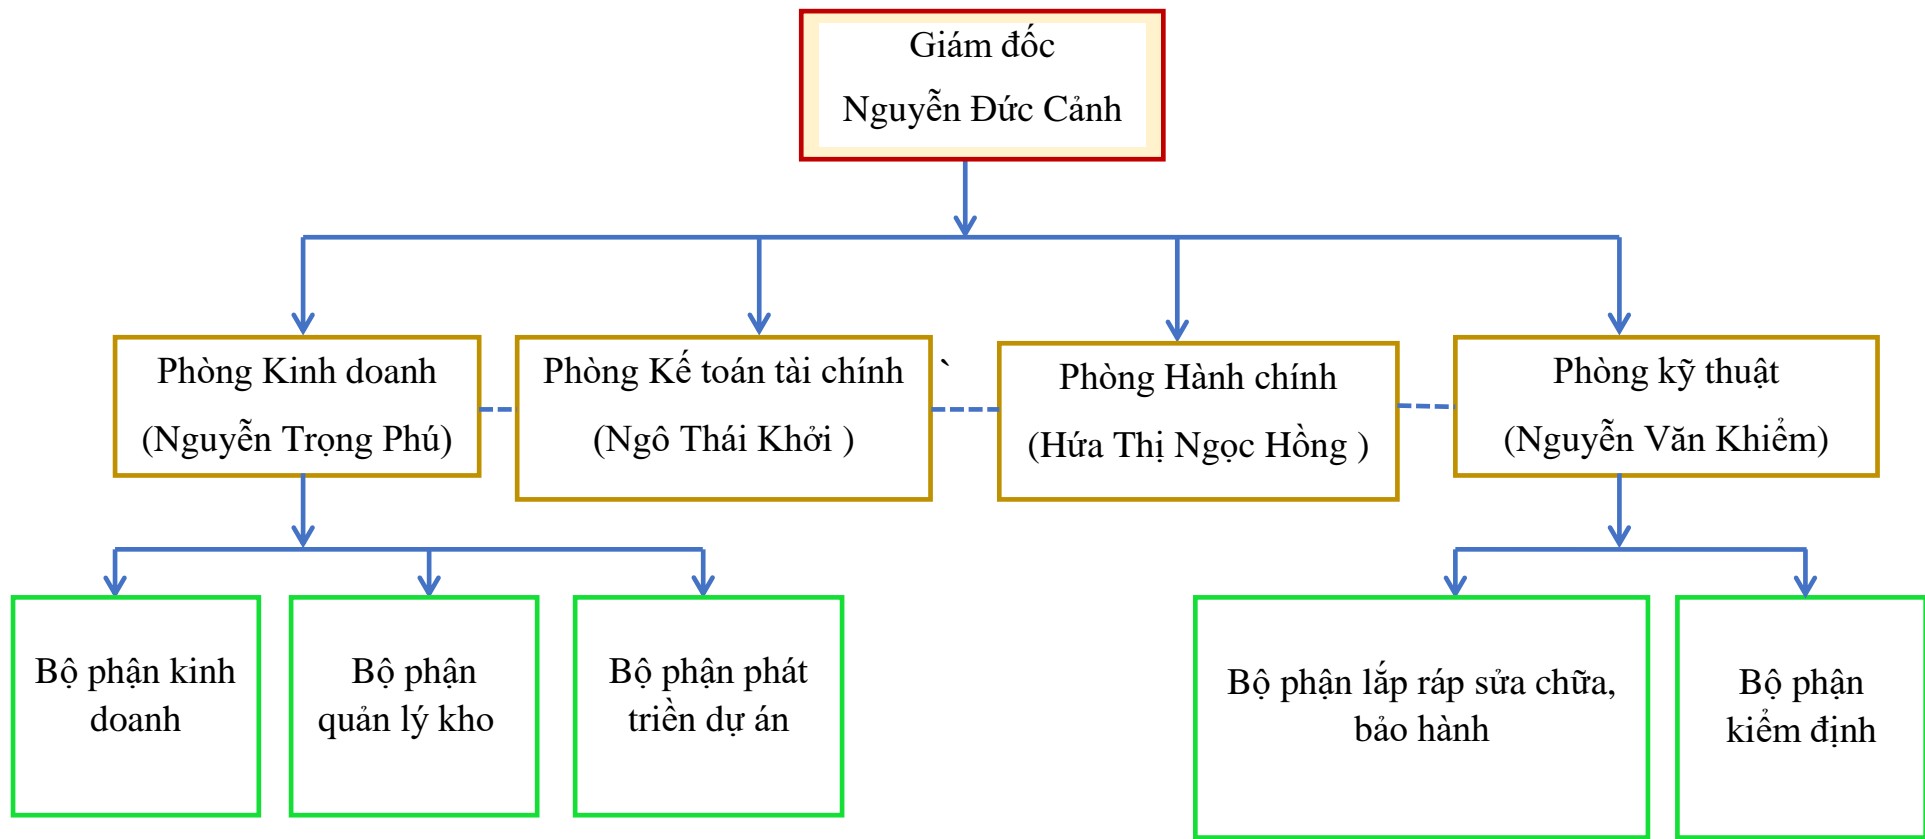 Giám đốc
Nguyễn Đức Cảnh
Phòng Kinh doanh
(Nguyễn Trọng Phú)
Phòng Kế toán tài chính
(Ngô Thái Khởi )
`
Phòng Hành chính
(Hứa Thị Ngọc Hồng )
Phòng kỹ thuật
(Nguyễn Văn Khiểm)
Bộ phận kinh
doanh
Bộ phận
quản lý kho
Bộ phận phát
triền dự án
Bộ phận lắp ráp sửa chữa,
bảo hành
Bộ phận
kiểm định